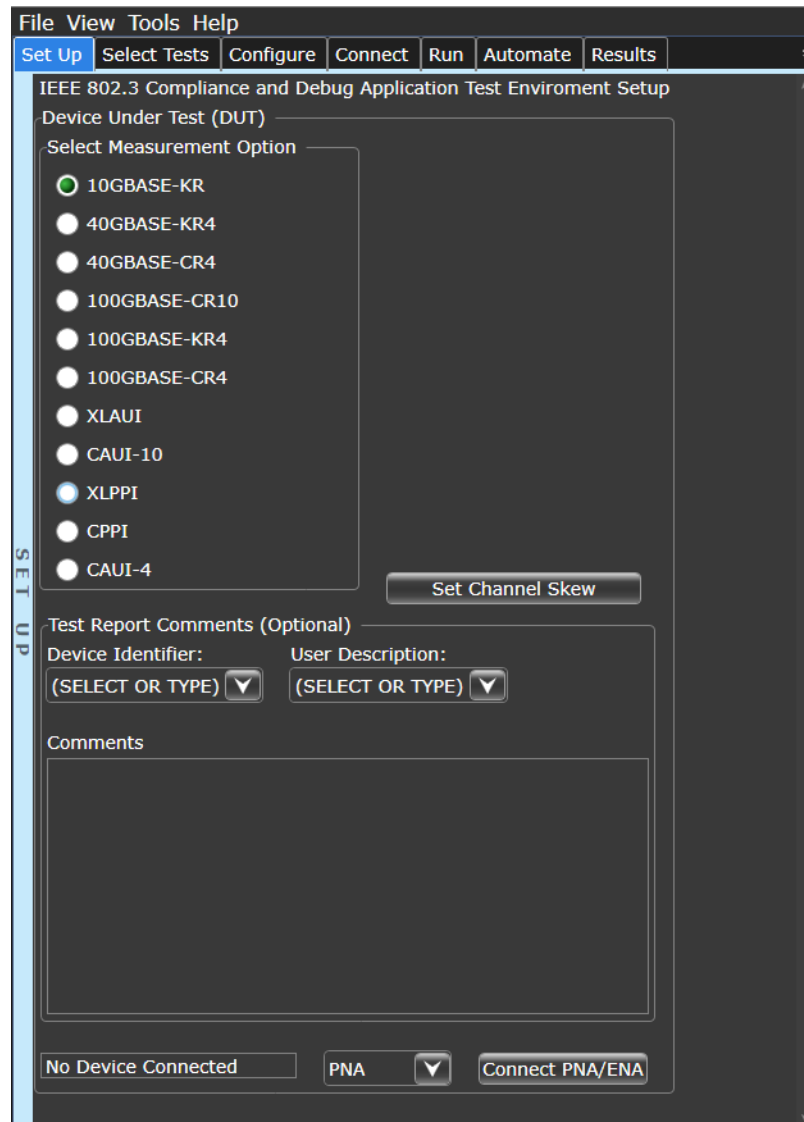 File View Tools Help
Set Up Select Tests Configure Connect Run Automate Results
IEEE 802.3 Compliance and Debug Application Test Enviroment Setup
Device Under Test (DUT)
Select Measurement Option
10GBASE-KR
40GBASE-KR4
40GBASE-CR4
100GBASE-CR10
100GBASE-KR4
100GBASE-CR4
XLAUI
CAUI-10
XLPPI
CPPI
CAUI-4
Set Channel Skew
SET UP
Test Report Comments (Optional)
Device Identifier: User Description:
(SELECT OR TYPE) (SELECT OR TYPE)
Comments
No Device Connected PNA Connect PNA/ENA